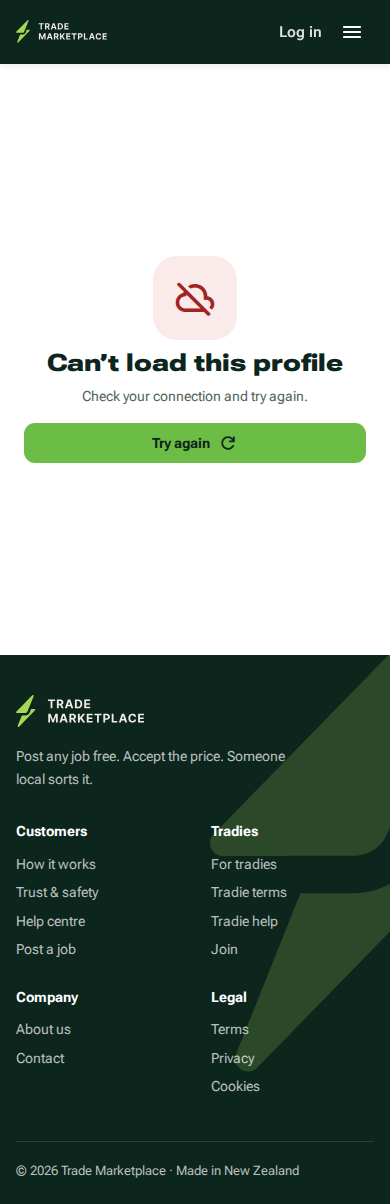 TRADE
MARKETPLACE
Log in
Can't load this profile
Check your connection and try again.
Try again
TRADE
MARKETPLACE
Post any job free. Accept the price. Someone
local sorts it.
Customers
How it works
Trust & safety
Help centre
Post a job
Tradies
For tradies
Tradie terms
Tradie help
Join
Company
About us
Contact
Legal
Terms
Privacy
Cookies
© 2026 Trade Marketplace · Made in New Zealand